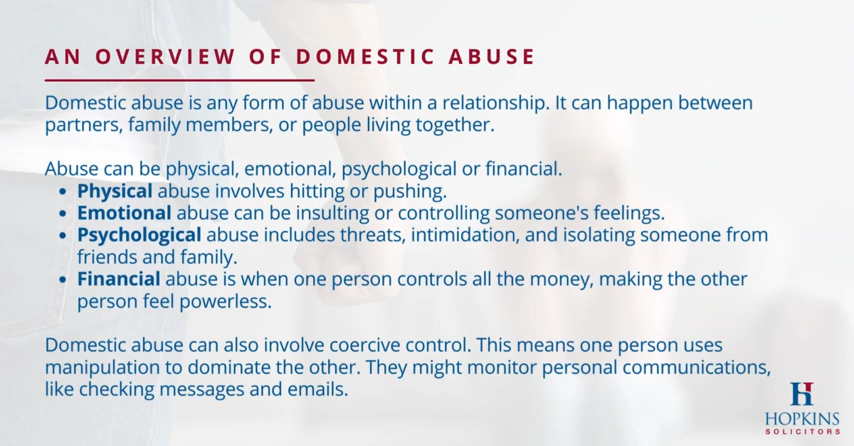 AN OVERVIEW OF DOMESTIC ABUSE
Domestic abuse is any form of abuse within a relationship. It can happen between
partners, family members, or people living together.
Abuse can be physical, emotional, psychological or financial.
• Physical abuse involves hitting or pushing.
• Emotional abuse can be insulting or controlling someone's feelings.
• Psychological abuse includes threats, intimidation, and isolating someone from
friends and family.
• Financial abuse is when one person controls all the money, making the other
person feel powerless.
Domestic abuse can also involve coercive control. This means one person uses
manipulation to dominate the other. They might monitor personal communications,
like checking messages and emails.
H
HOPKINS
SOLICITORS